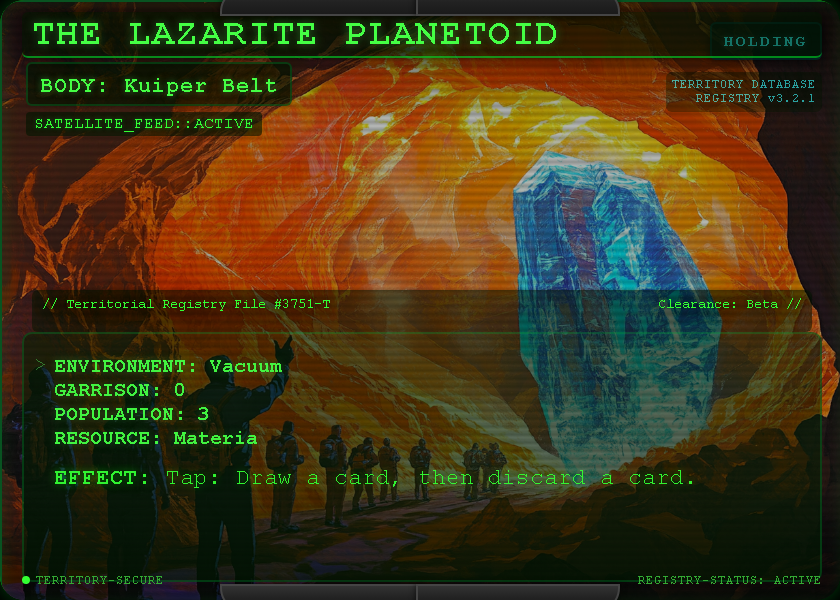 THE LAZARITE PLANETOID
HOLDING
BODY: Kuiper Belt
TERRITORY DATABASE
REGISTRY v3.2.1
SATELLITE_FEED::ACTIVE
// Territorial Registry File #3751-T
Clearance: Beta //
> ENVIRONMENT: Vacuum
GARRISON: 0
POPULATION: 3
RESOURCE: Materia
EFFECT: Tap: Draw a card, then discard a card.
TERRITORY-SECURE
REGISTRY-STATUS: ACTIVE